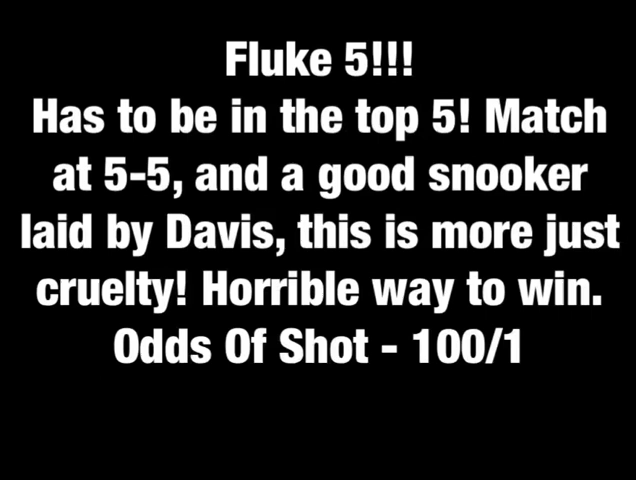 Fluke 5!!!
Has to be in the top 5! Match
at 5-5, and a good snooker
laid by Davis, this is more just
cruelty! Horrible way to win.
Odds Of Shot - 100/1